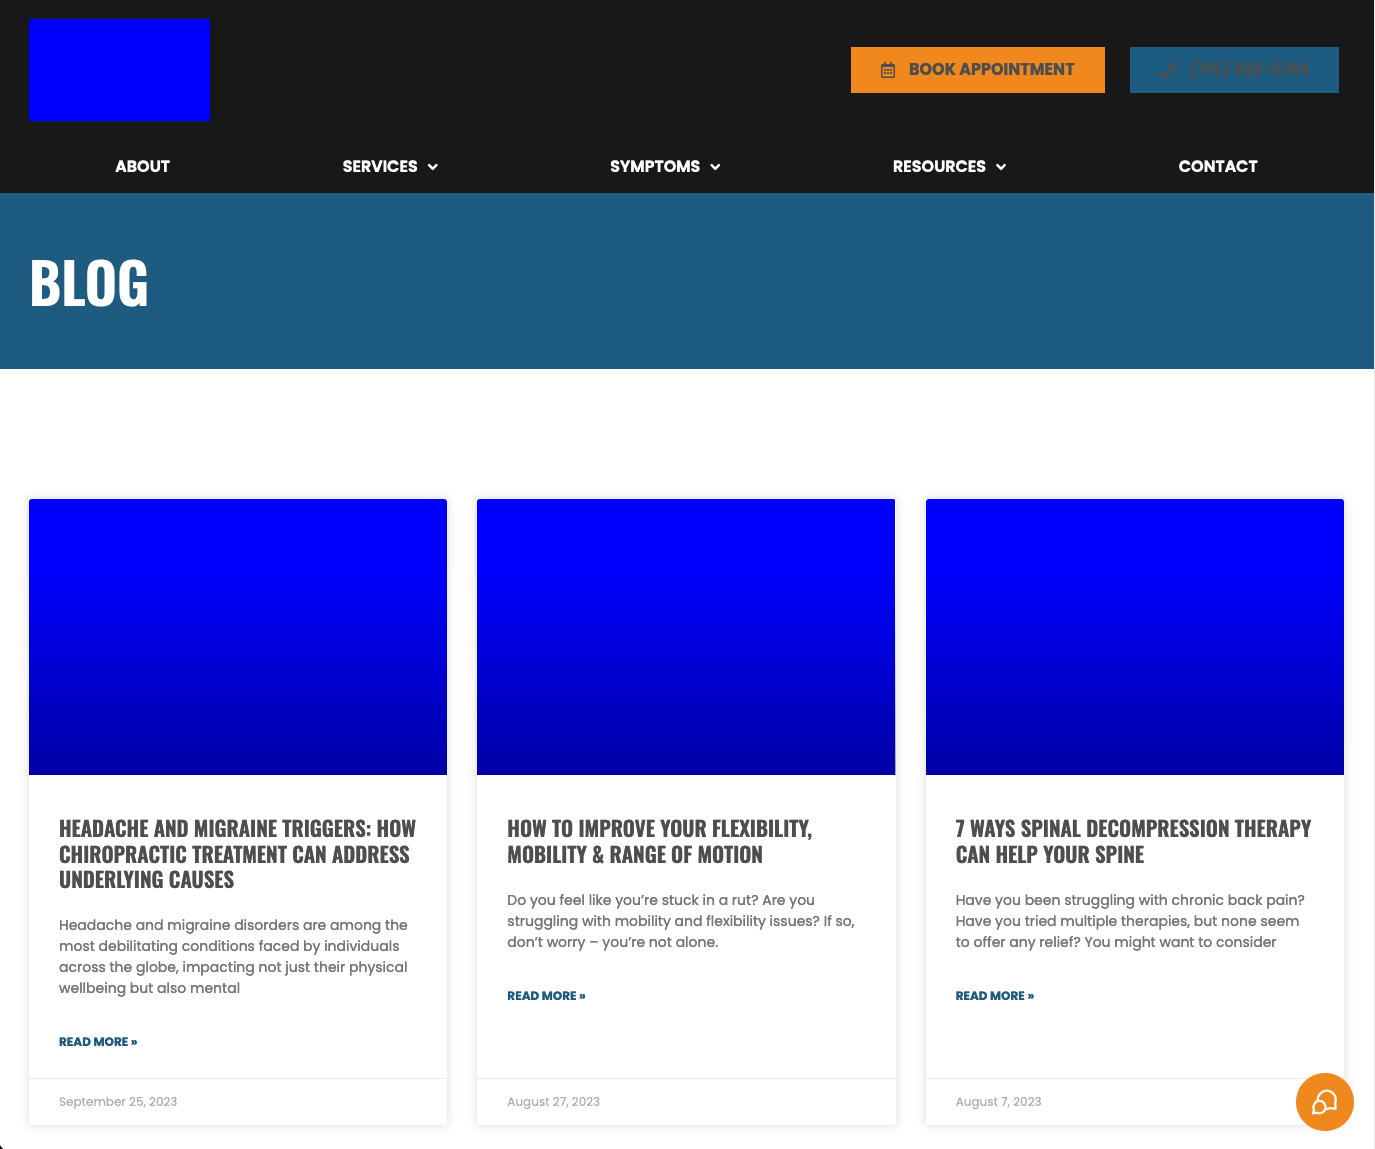 BOOK APPOINTMENT
ABOUT
SERVICES
SYMPTOMS
RESOURCES
CONTACT
BLOG
HEADACHE AND MIGRAINE TRIGGERS: HOW
CHIROPRACTIC TREATMENT CAN ADDRESS
UNDERLYING CAUSES
Headache and migraine disorders are among the
most debilitating conditions faced by individuals
across the globe, impacting not just their physical
wellbeing but also mental
READ MORE »
September 25, 2023
HOW TO IMPROVE YOUR FLEXIBILITY,
MOBILITY & RANGE OF MOTION
Do you feel like you’re stuck in a rut? Are you
struggling with mobility and flexibility issues? If so,
don’t worry – you’re not alone.
READ MORE »
August 27, 2023
7 WAYS SPINAL DECOMPRESSION THERAPY
CAN HELP YOUR SPINE
Have you been struggling with chronic back pain?
Have you tried multiple therapies, but none seem
to offer any relief? You might want to consider
READ MORE »
August 7, 2023